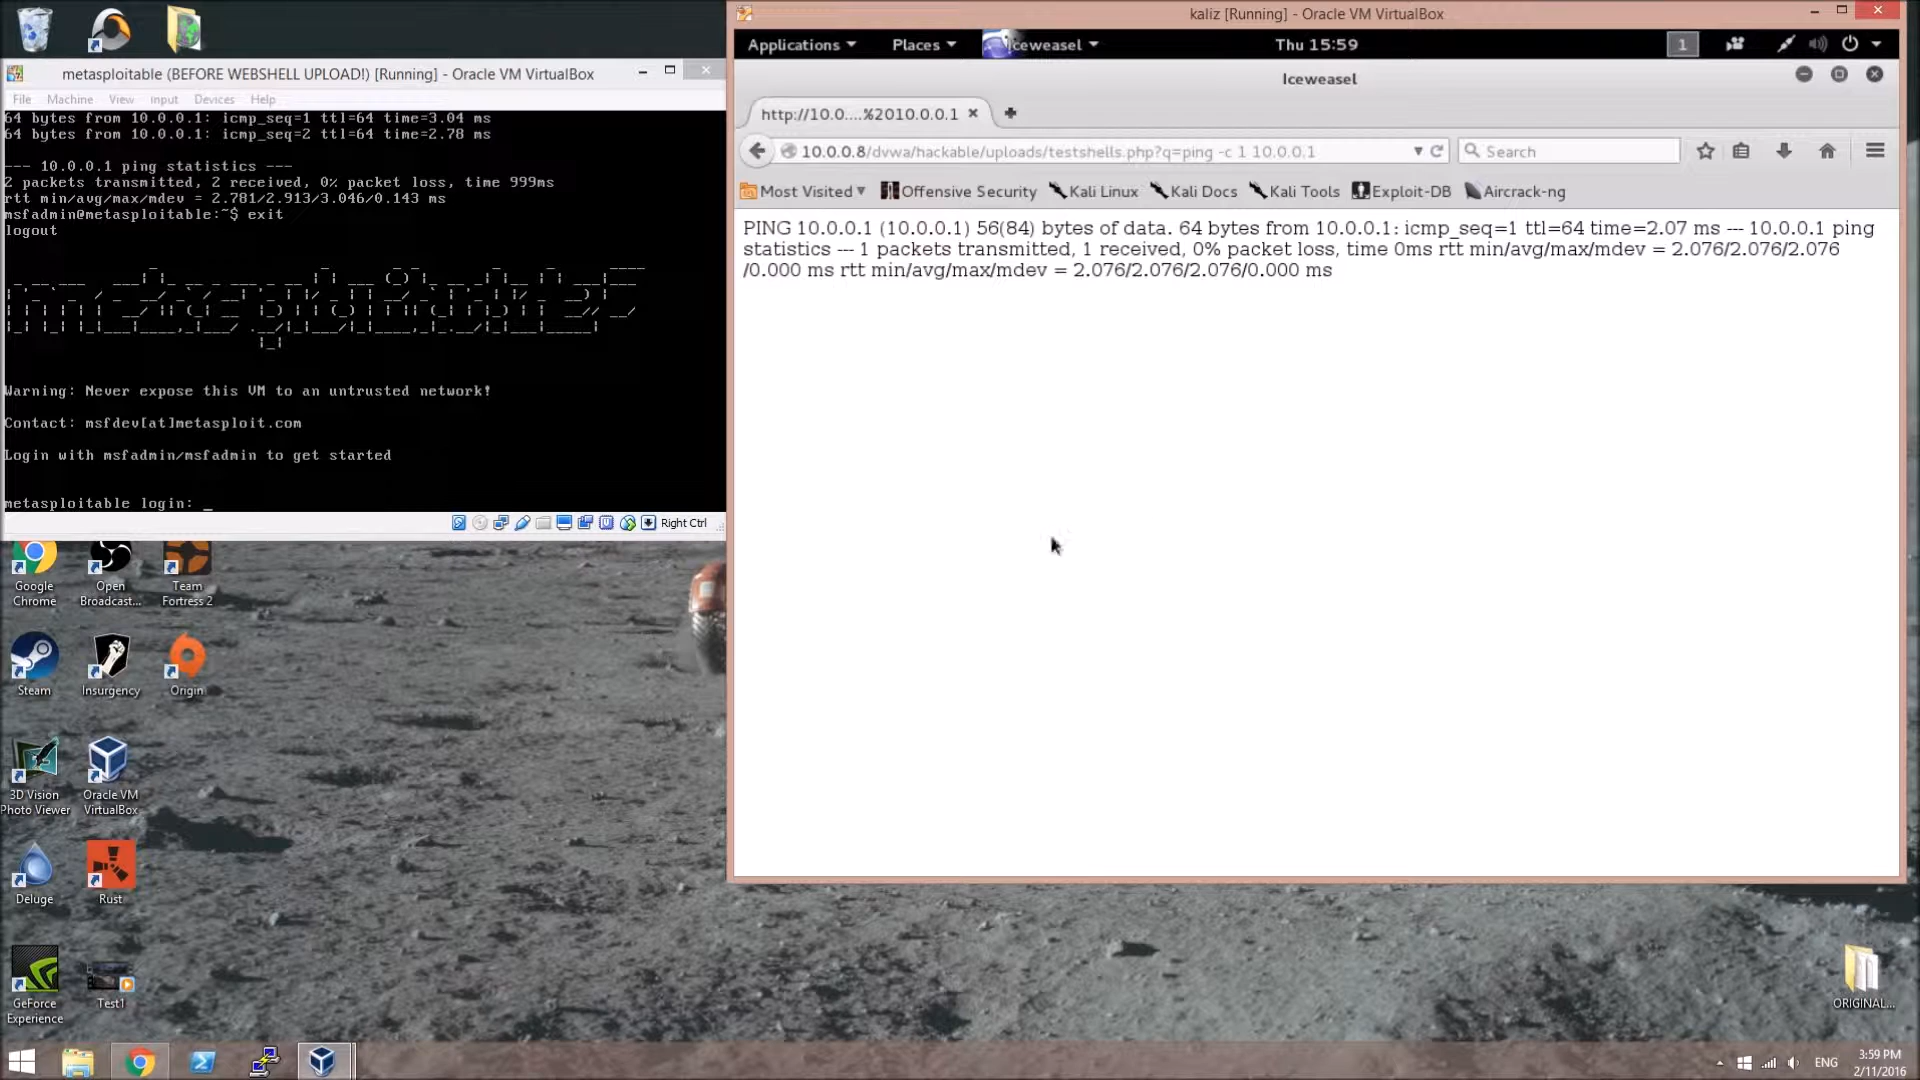 metasploitable (BEFORE WEBSHELL UPLOAD!) [Running] - Oracle VM VirtualBox
File Machine View Input Devices Help
64 bytes from 10.0.0.1: icmp_seq=1 ttl=64 time=3.04 ms
64 bytes from 10.0.0.1: icmp_seq=2 ttl=64 time=2.78 ms
--- 10.0.0.1 ping statistics ---
2 packets transmitted, 2 received, 0% packet loss, time 999ms
rtt min/avg/max/mdev = 2.781/2.913/3.046/0.143 ms
msfadmin@metasploitable:~$ exit
logout
metasploitable
Warning: Never expose this VM to an untrusted network!
Contact: msfdev[at]metasploit.com
Login with msfadmin/msfadmin to get started
metasploitable login: _
Right Ctrl
kaliz [Running] - Oracle VM VirtualBox
Applications Places Iceweasel Thu 15:59 1
Iceweasel
http://10.0....%2010.0.0.1
10.0.0.8/dvwa/hackable/uploads/testshells.php?q=ping -c 1 10.0.0.1 Search
Most Visited Offensive Security Kali Linux Kali Docs Kali Tools Exploit-DB Aircrack-ng
PING 10.0.0.1 (10.0.0.1) 56(84) bytes of data. 64 bytes from 10.0.0.1: icmp_seq=1 ttl=64 time=2.07 ms --- 10.0.0.1 ping
statistics --- 1 packets transmitted, 1 received, 0% packet loss, time 0ms rtt min/avg/max/mdev = 2.076/2.076/2.076
/0.000 ms rtt min/avg/max/mdev = 2.076/2.076/2.076/0.000 ms
Google Chrome
Open Broadcast...
Team Fortress 2
Steam
Insurgency
Origin
3D Vision Photo Viewer
Oracle VM VirtualBox
Deluge
Rust
GeForce Experience
Test1
ORIGINAL...
ENG
3:59 PM
2/11/2016